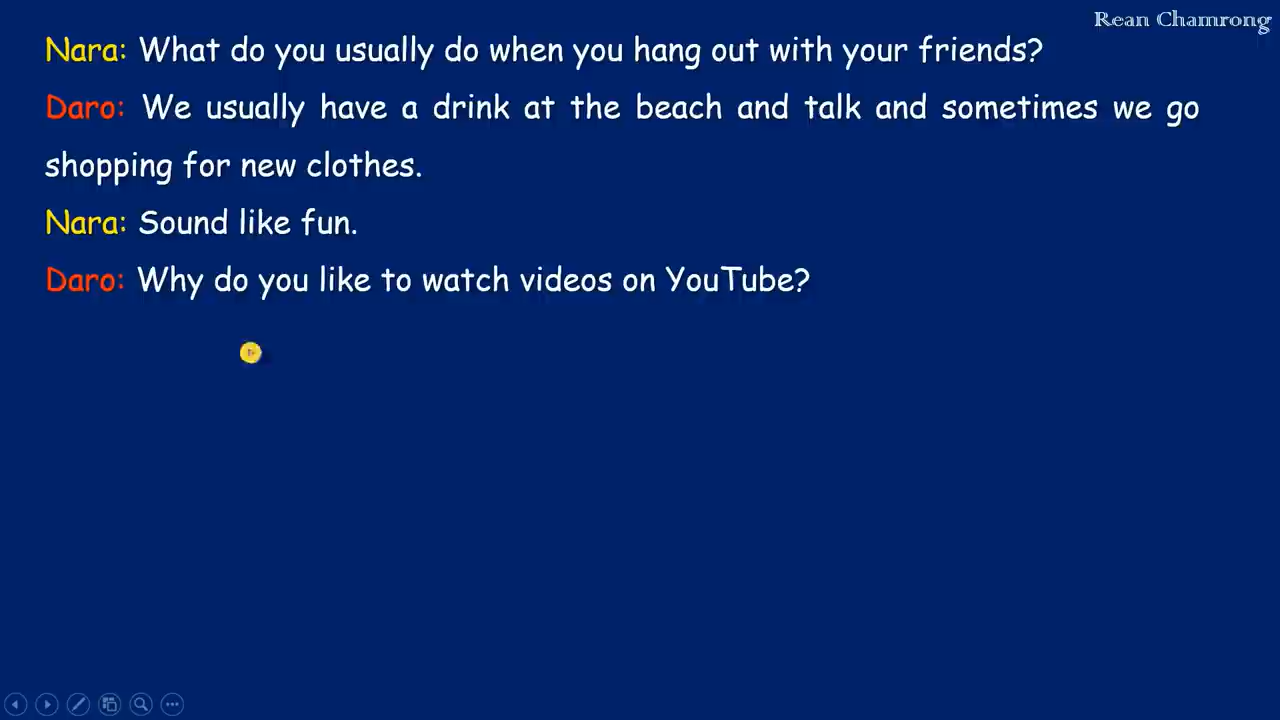 Rean Chamrong
Nara: What do you usually do when you hang out with your friends?
Daro: We usually have a drink at the beach and talk and sometimes we go
shopping for new clothes.
Nara: Sound like fun.
Daro: Why do you like to watch videos on YouTube?